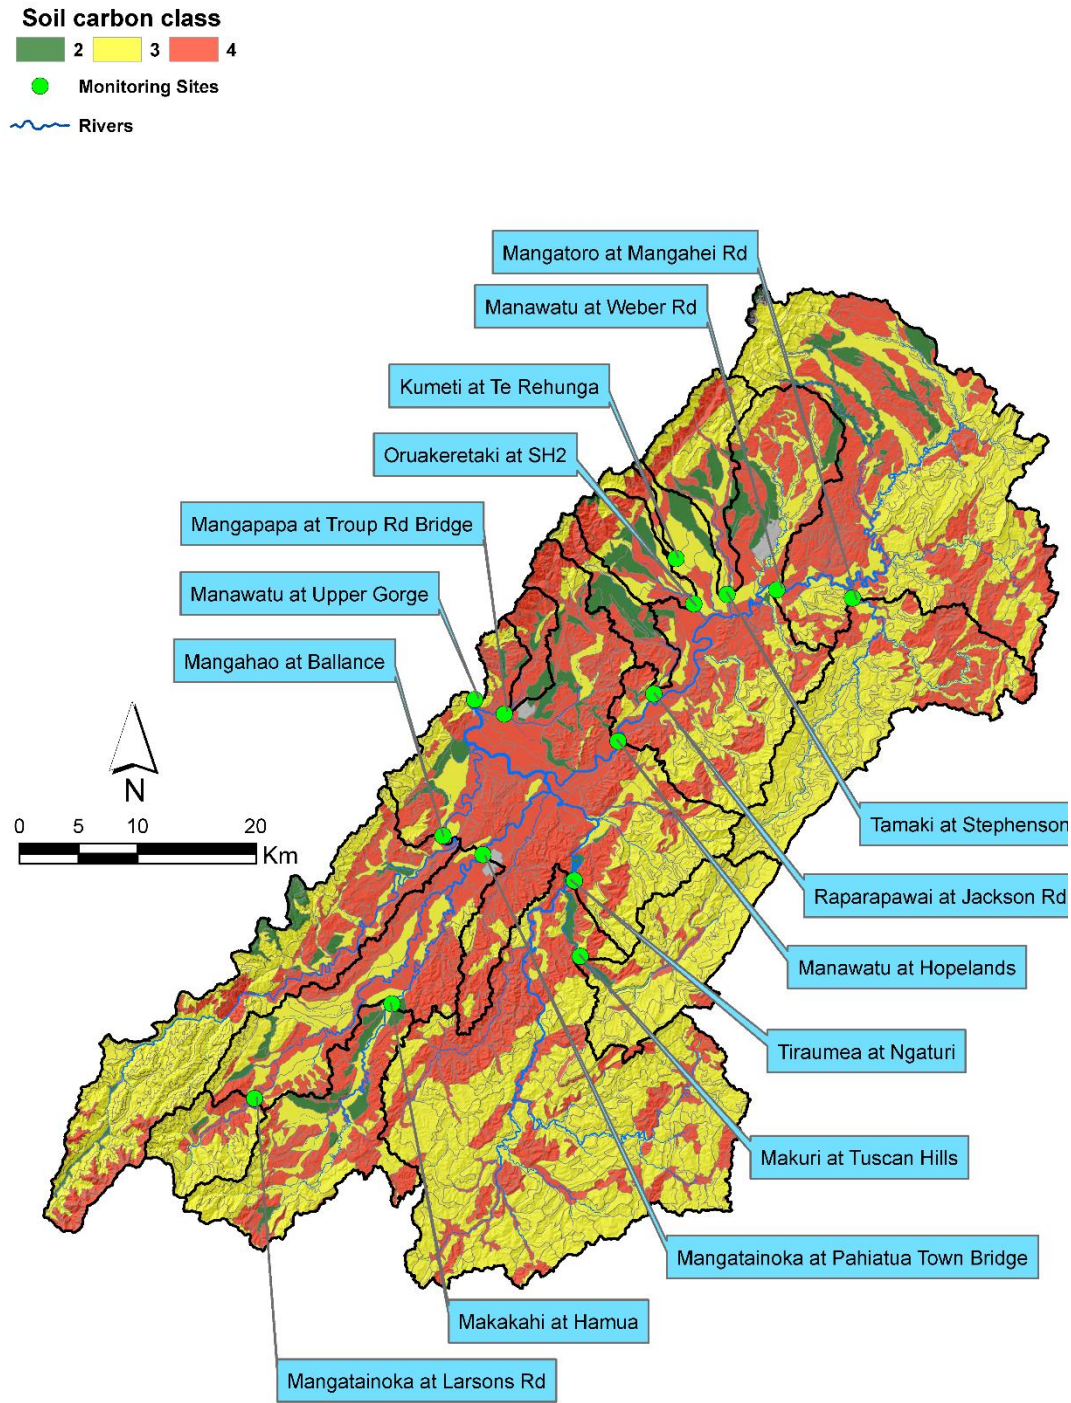 Soil carbon class
2 3 4
Monitoring Sites
Rivers
Mangatoro at Mangahei Rd
Manawatu at Weber Rd
Kumeti at Te Rehunga
Oruakeretaki at SH2
Mangapapa at Troup Rd Bridge
Manawatu at Upper Gorge
Mangahao at Ballance
N
0 5 10 20
Km
Tamaki at Stephenson
Raparapawai at Jackson Rd
Manawatu at Hopelands
Tiraumea at Ngaturi
Makuri at Tuscan Hills
Mangatainoka at Pahiatua Town Bridge
Makakahi at Hamua
Mangatainoka at Larsons Rd